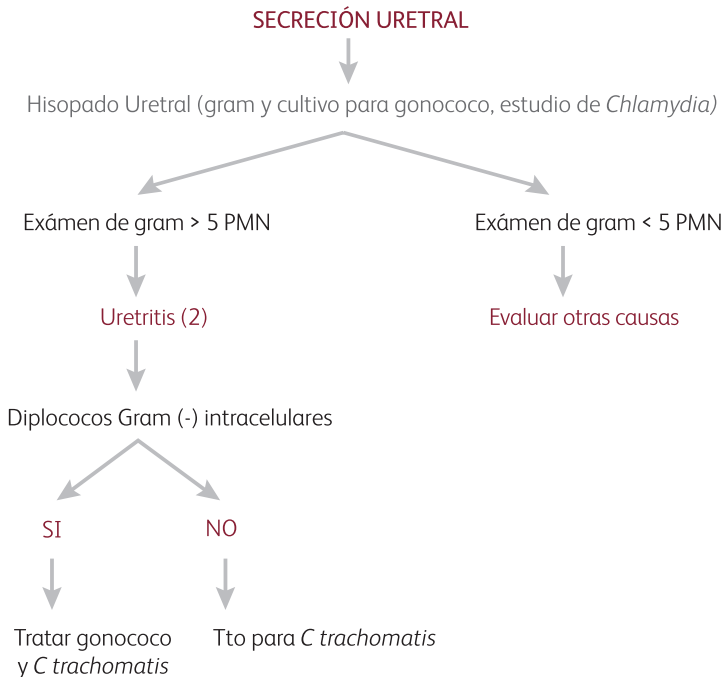 SECRECIÓN URETRAL
Hisopado Uretral (gram y cultivo para gonococo, estudio de Chlamydia)
Exámen de gram > 5 PMN
Exámen de gram < 5 PMN
Uretritis (2)
Evaluar otras causas
Diplococos Gram (-) intracelulares
SI
NO
Tratar gonococo
y C trachomatis
Tto para C trachomatis